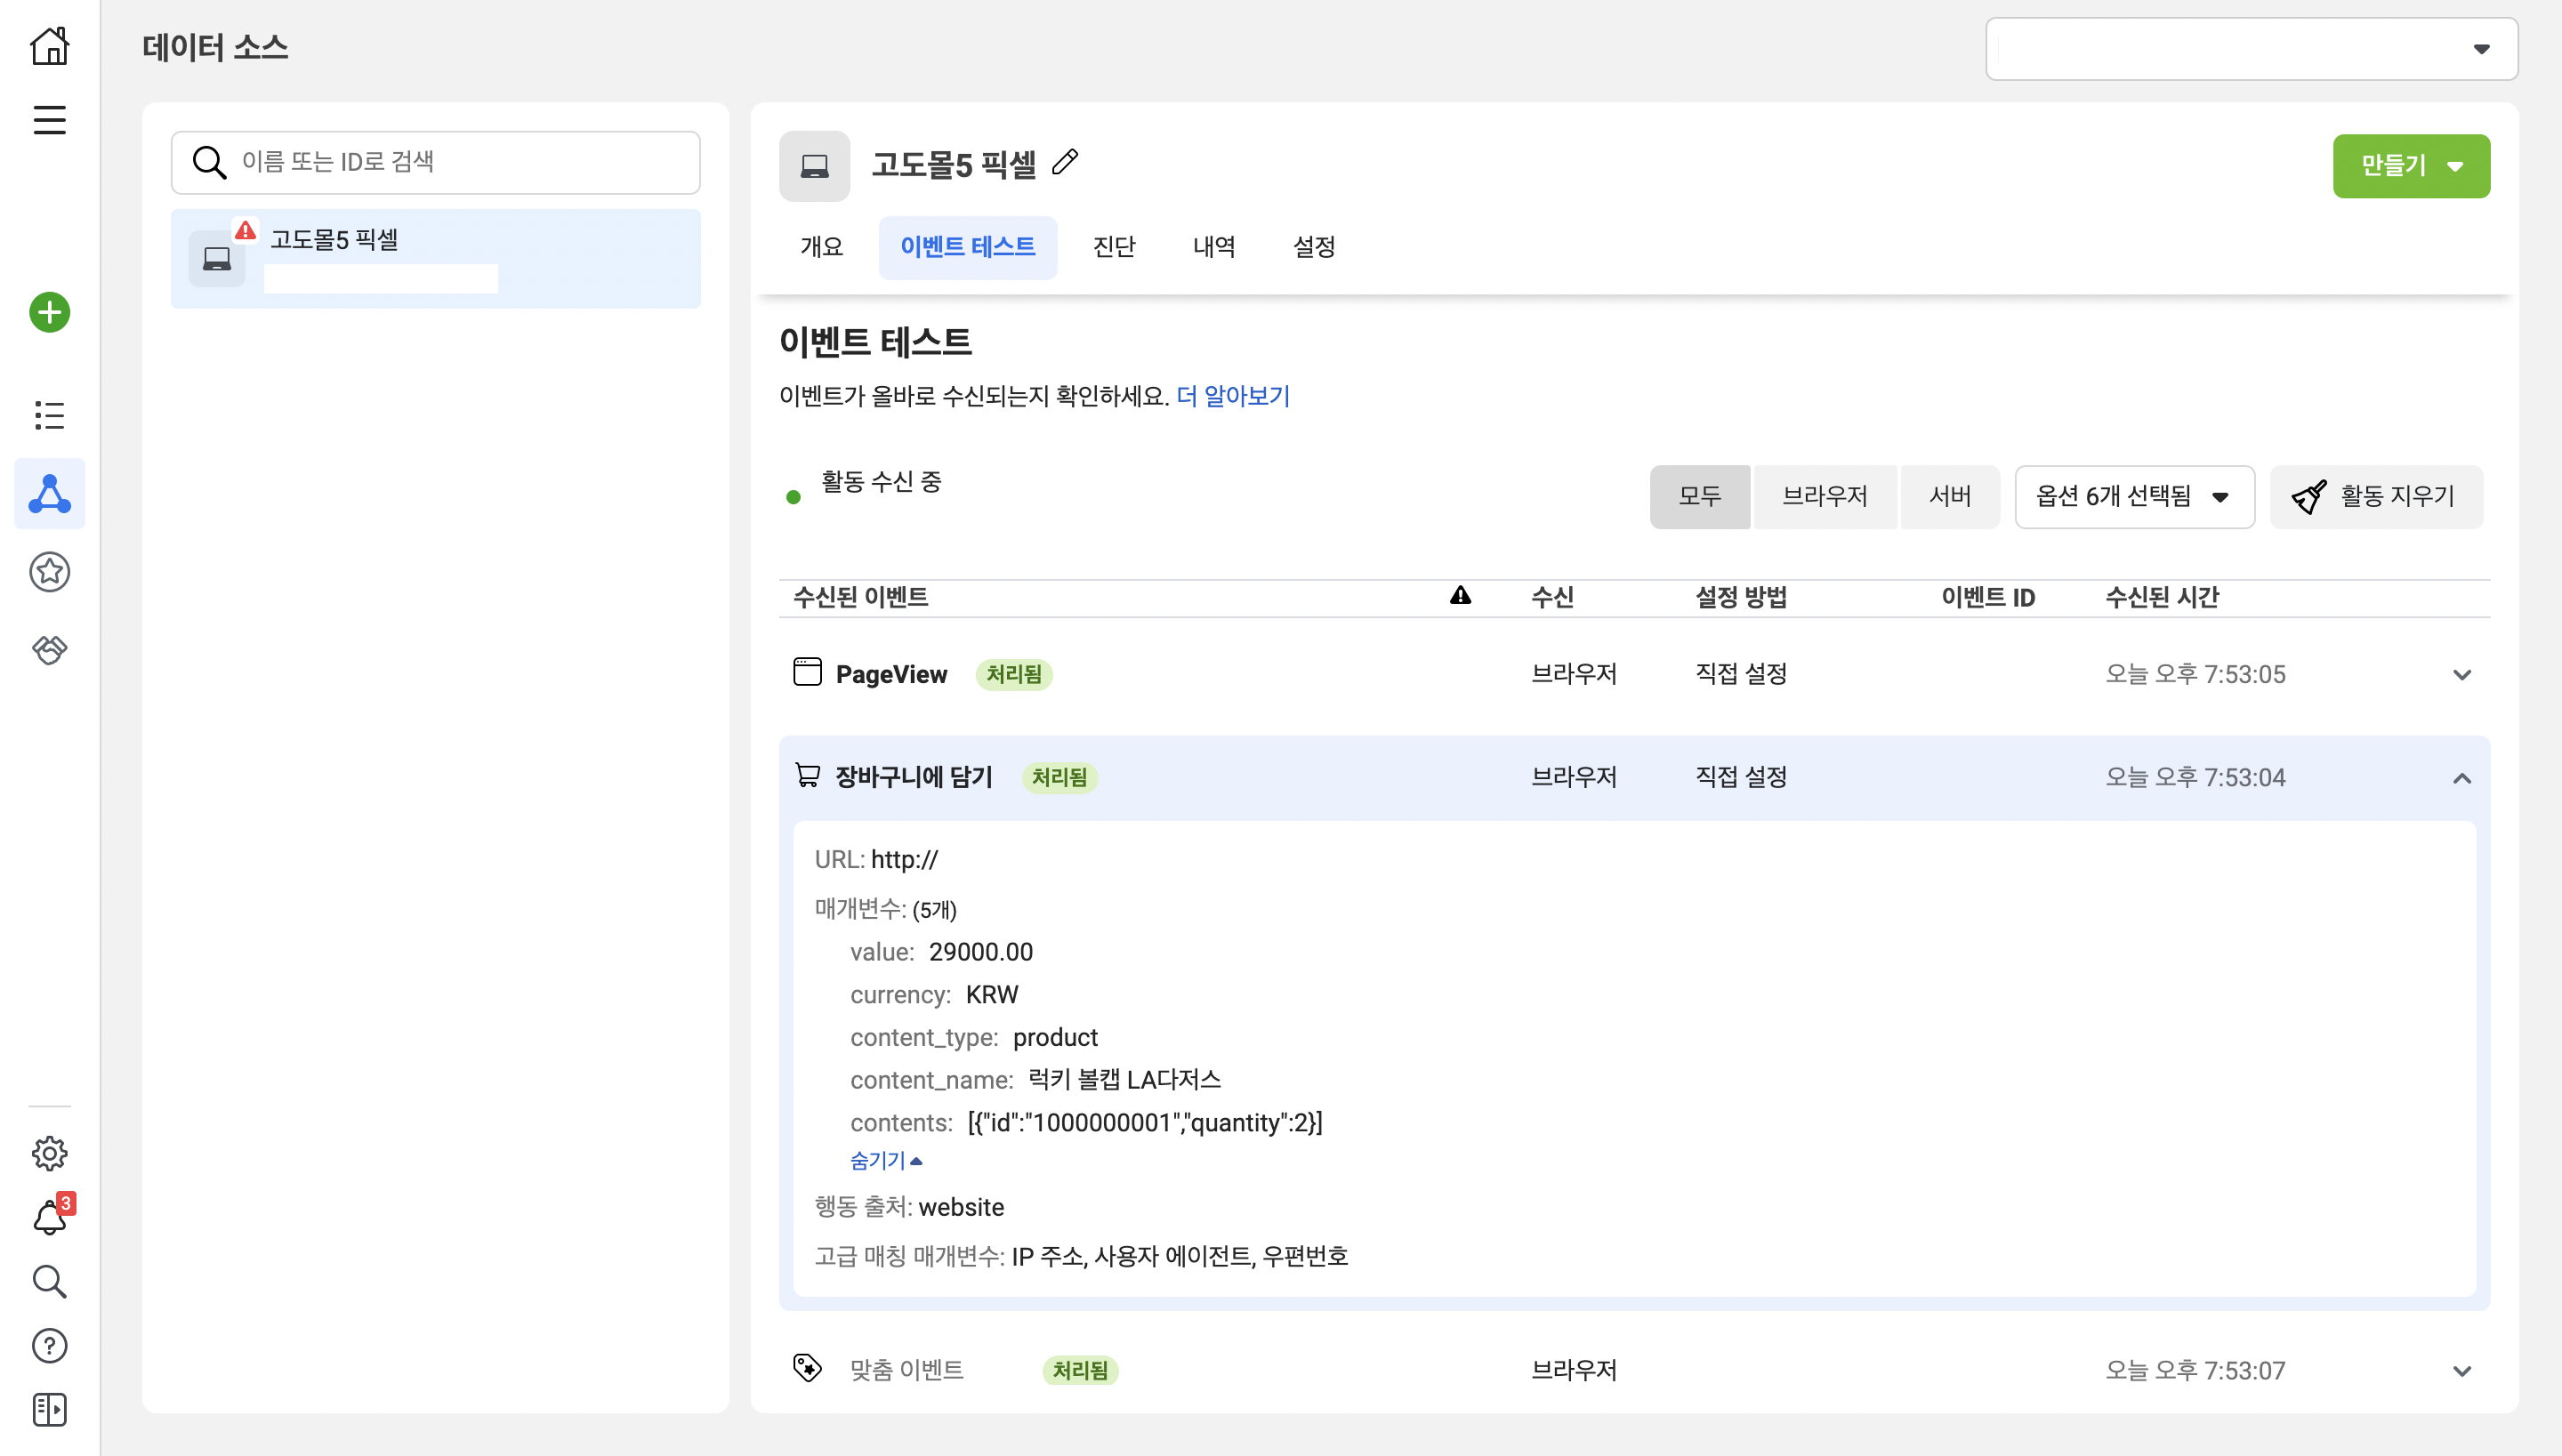 데이터 소스
이름 또는 ID로 검색
고도몰5 픽셀
고도몰5 픽셀
만들기
개요 이벤트 테스트 진단 내역 설정
이벤트 테스트
이벤트가 올바로 수신되는지 확인하세요. 더 알아보기
활동 수신 중
모두 브라우저 서버 옵션 6개 선택됨 활동 지우기
수신된 이벤트 수신 설정 방법 이벤트 ID 수신된 시간
PageView 처리됨 브라우저 직접 설정 오늘 오후 7:53:05
장바구니에 담기 처리됨 브라우저 직접 설정 오늘 오후 7:53:04
URL: http://
매개변수: (5개)
value: 29000.00
currency: KRW
content_type: product
content_name: 럭키 볼캡 LA다저스
contents: [{"id":"1000000001","quantity":2}]
숨기기
행동 출처: website
고급 매칭 매개변수: IP 주소, 사용자 에이전트, 우편번호
맞춤 이벤트 처리됨 브라우저 오늘 오후 7:53:07
3